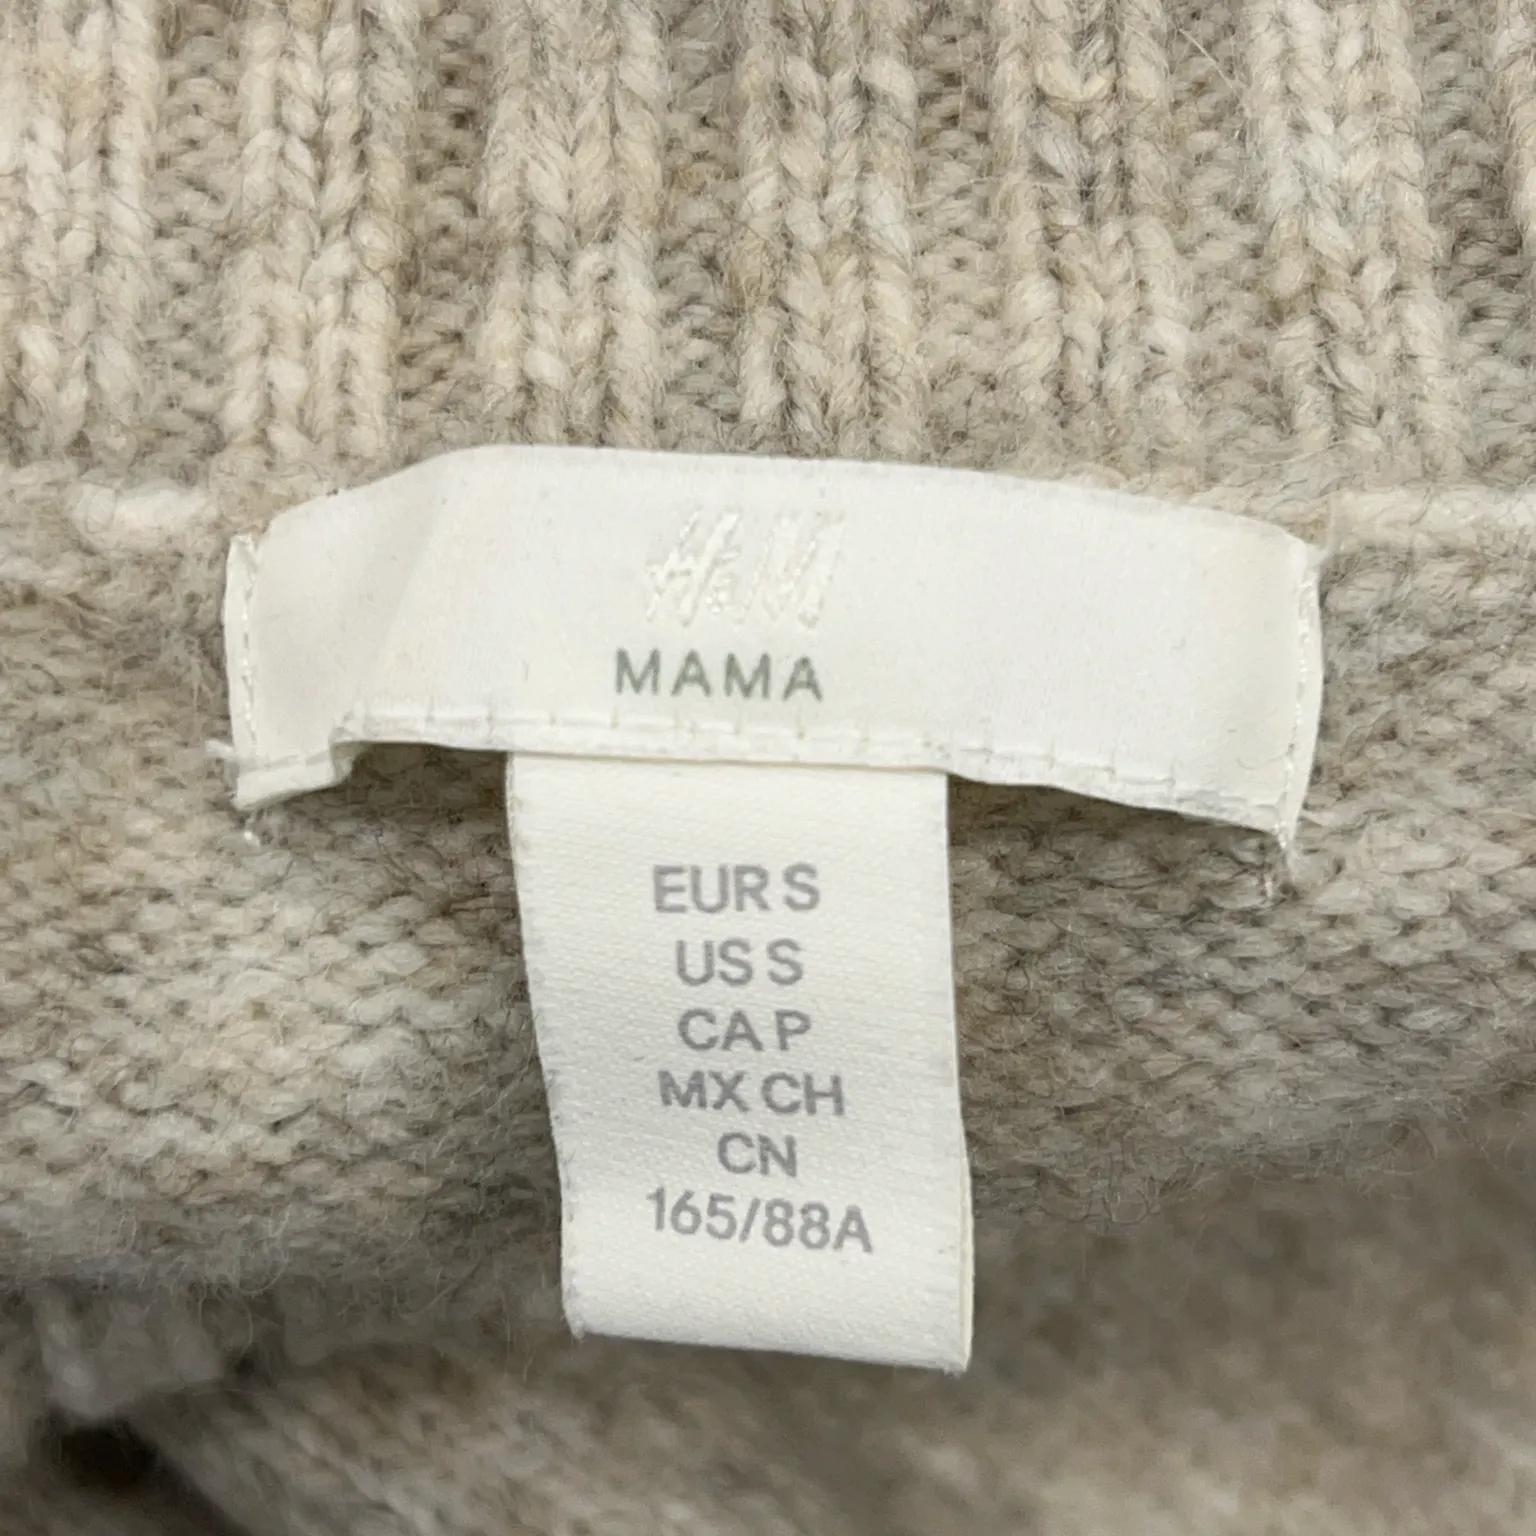 H&M
MAMA
EUR S
US S
CA P
MX CH
CN
165/88A